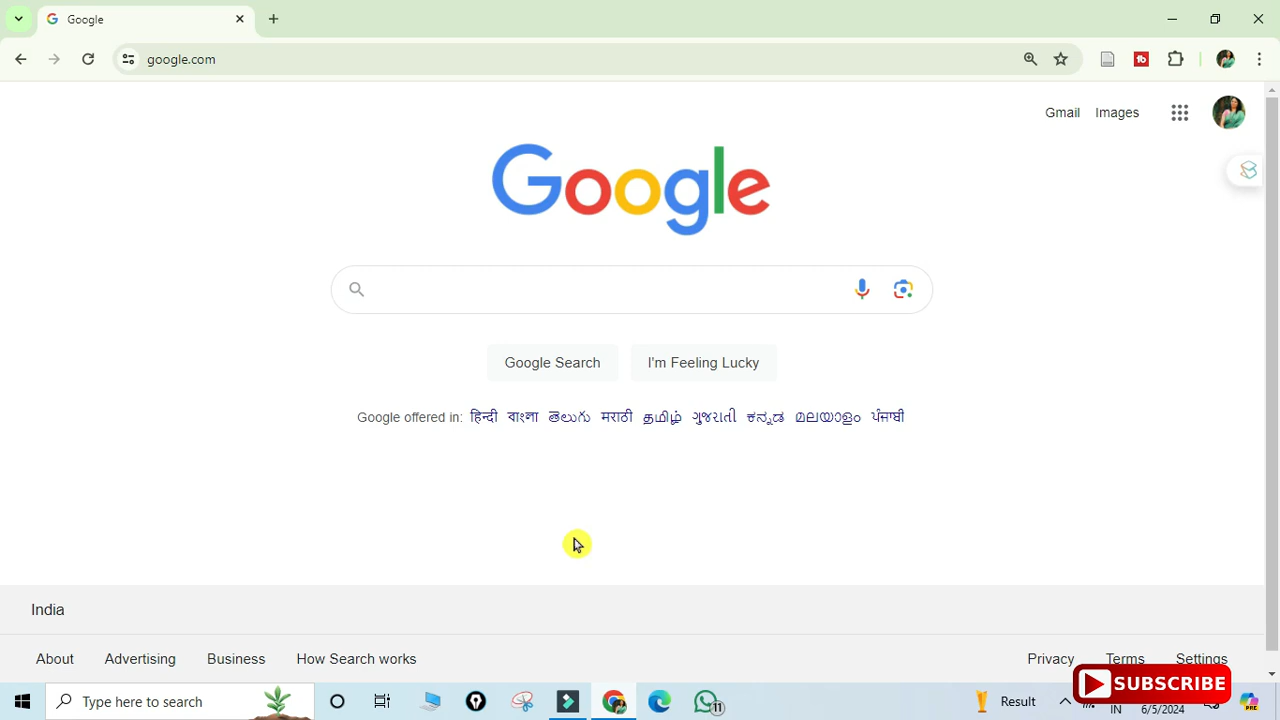 Google
google.com
Gmail Images
Google
Google Search I'm Feeling Lucky
Google offered in: हिन्दी বাংলা తెలుగు मराठी தமிழ் ગુજરાતી ಕನ್ನಡ മലയാളം ਪੰਜਾਬੀ
India
About Advertising Business How Search works
Privacy Terms Settings
SUBSCRIBE
Type here to search
11
Result
IN 6/5/2024